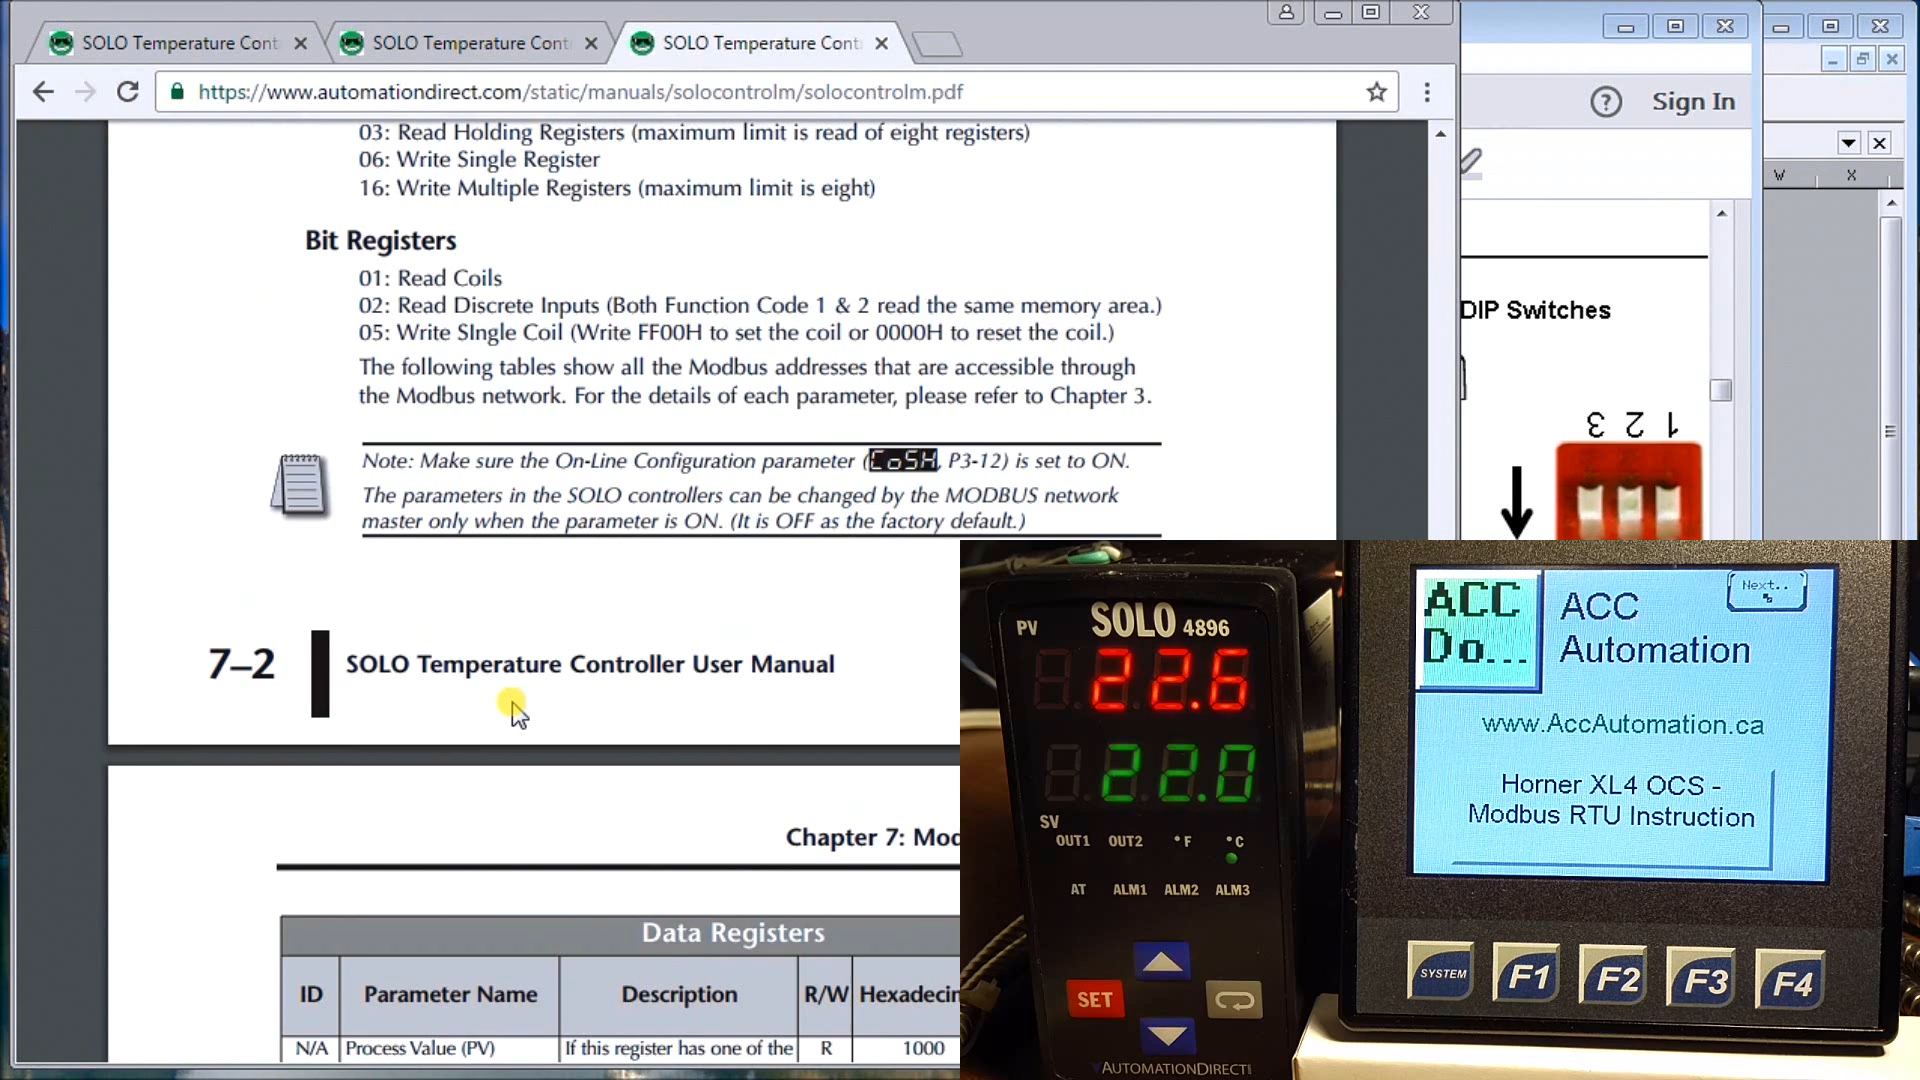 SOLO Temperature Cont
SOLO Temperature Cont
SOLO Temperature Cont
https://www.automationdirect.com/static/manuals/solocontrolm/solocontrolm.pdf
Sign In
W X
03: Read Holding Registers (maximum limit is read of eight registers)
06: Write Single Register
16: Write Multiple Registers (maximum limit is eight)
Bit Registers
01: Read Coils
02: Read Discrete Inputs (Both Function Code 1 & 2 read the same memory area.)
05: Write SIngle Coil (Write FF00H to set the coil or 0000H to reset the coil.)
The following tables show all the Modbus addresses that are accessible through
the Modbus network. For the details of each parameter, please refer to Chapter 3.
Note: Make sure the On-Line Configuration parameter (CoSH, P3-12) is set to ON.
The parameters in the SOLO controllers can be changed by the MODBUS network
master only when the parameter is ON. (It is OFF as the factory default.)
7–2
SOLO Temperature Controller User Manual
Chapter 7: Mod
Data Registers
ID Parameter Name Description R/W Hexadecim
N/A Process Value (PV) If this register has one of the R 1000
DIP Switches
3 2 1
PV SOLO 4896
22.6
22.0
SV
OUT1 OUT2 °F °C
AT ALM1 ALM2 ALM3
SET
AUTOMATIONDIRECT
ACC
Do...
ACC
Automation
Next..
www.AccAutomation.ca
Horner XL4 OCS -
Modbus RTU Instruction
SYSTEM F1 F2 F3 F4